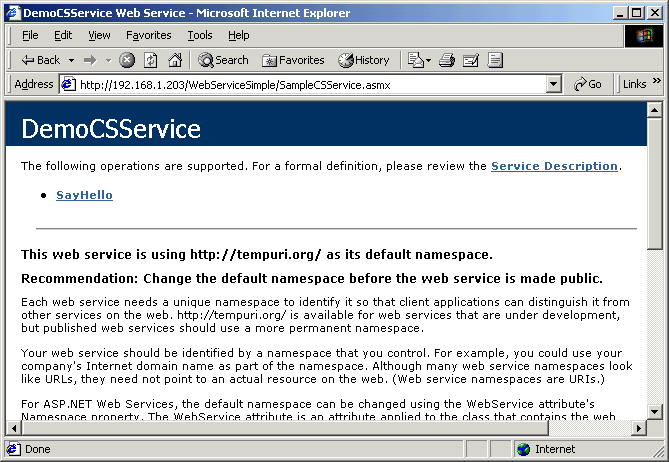 DemoCSService Web Service - Microsoft Internet Explorer
File Edit View Favorites Tools Help
Back Search Favorites History
Address http://192.168.1.203/WebServiceSimple/SampleCSService.asmx Go Links »
DemoCSService
The following operations are supported. For a formal definition, please review the Service Description.
• SayHello
This web service is using http://tempuri.org/ as its default namespace.
Recommendation: Change the default namespace before the web service is made public.
Each web service needs a unique namespace to identify it so that client applications can distinguish it from
other services on the web. http://tempuri.org/ is available for web services that are under development,
but published web services should use a more permanent namespace.
Your web service should be identified by a namespace that you control. For example, you could use your
company's Internet domain name as part of the namespace. Although many web service namespaces look
like URLs, they need not point to an actual resource on the web. (Web service namespaces are URIs.)
For ASP.NET Web Services, the default namespace can be changed using the WebService attribute's
Namespace property. The WebService attribute is an attribute applied to the class that contains the web
Done Internet